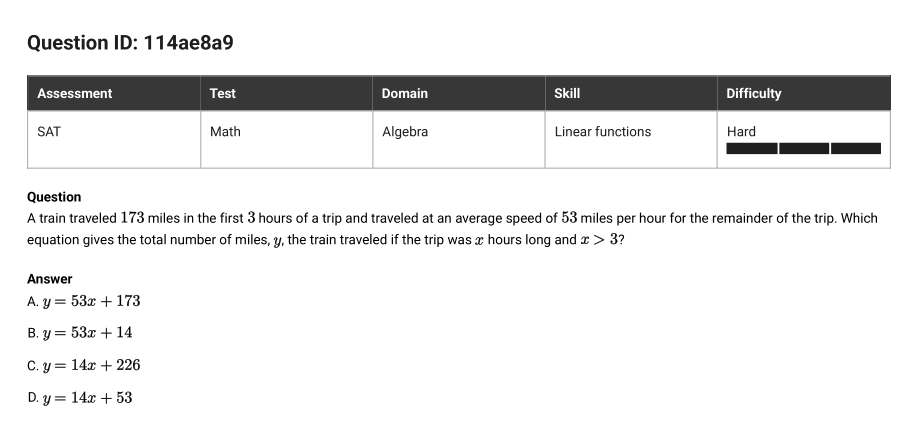 Question ID: 114ae8a9
Assessment Test Domain Skill Difficulty
SAT Math Algebra Linear functions Hard
Question
A train traveled 173 miles in the first 3 hours of a trip and traveled at an average speed of 53 miles per hour for the remainder of the trip. Which
equation gives the total number of miles, y, the train traveled if the trip was x hours long and x > 3?
Answer
A. y = 53x + 173
B. y = 53x + 14
C. y = 14x + 226
D. y = 14x + 53